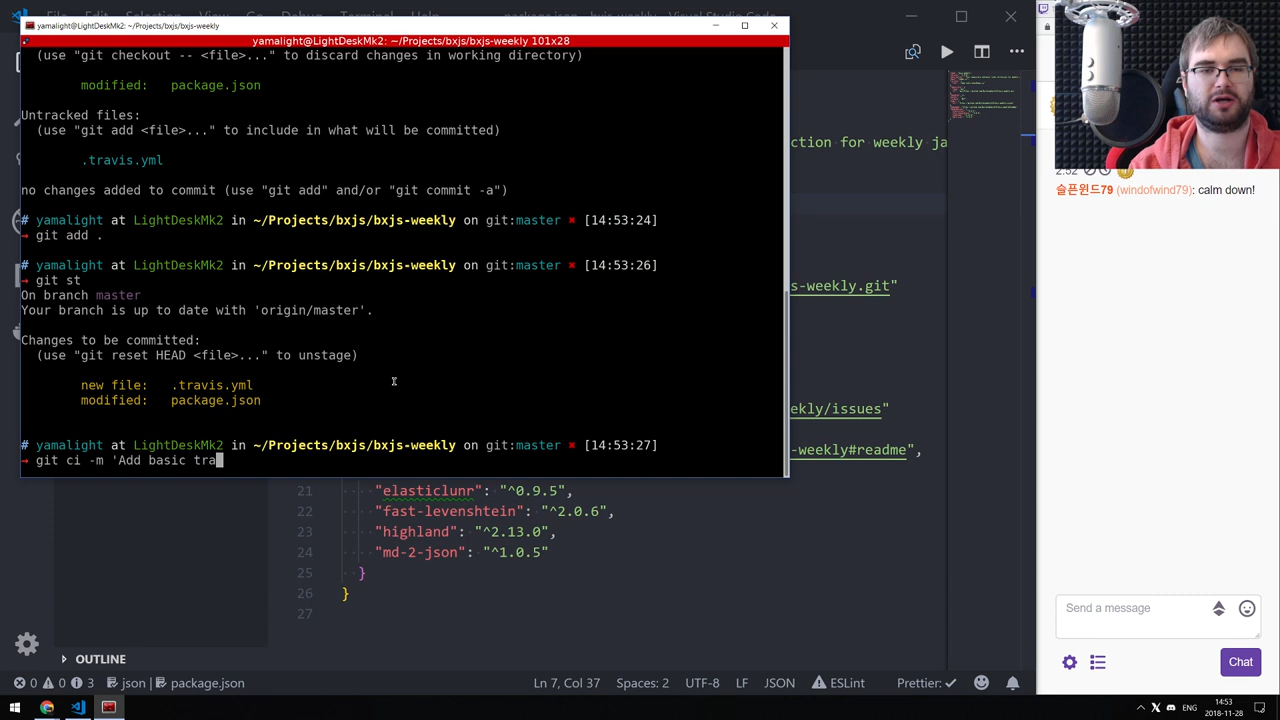 yamalight@LightDeskMk2: ~/Projects/bxjs/bxjs-weekly
yamalight@LightDeskMk2: ~/Projects/bxjs/bxjs-weekly 101x28
(use "git checkout -- <file>..." to discard changes in working directory)
modified:   package.json
Untracked files:
(use "git add <file>..." to include in what will be committed)
.travis.yml
no changes added to commit (use "git add" and/or "git commit -a")
# yamalight at LightDeskMk2 in ~/Projects/bxjs/bxjs-weekly on git:master ✖ [14:53:24]
→ git add .
# yamalight at LightDeskMk2 in ~/Projects/bxjs/bxjs-weekly on git:master ✖ [14:53:26]
→ git st
On branch master
Your branch is up to date with 'origin/master'.
Changes to be committed:
(use "git reset HEAD <file>..." to unstage)
new file:   .travis.yml
modified:   package.json
# yamalight at LightDeskMk2 in ~/Projects/bxjs/bxjs-weekly on git:master ✖ [14:53:27]
→ git ci -m 'Add basic tra
ction for weekly ja
s-weekly.git"
ekly/issues"
-weekly#readme",
21 "elasticlunr": "^0.9.5",
22 "fast-levenshtein": "^2.0.6",
23 "highland": "^2.13.0",
24 "md-2-json": "^1.0.5"
25 }
26 }
27
OUTLINE
0 0 3 json package.json Ln 7, Col 37 Spaces: 2 UTF-8 LF JSON ESLint Prettier: ✓
2:52
슬픈윈드79 (windofwind79): calm down!
Send a message
Chat
ENG
14:53
2018-11-28